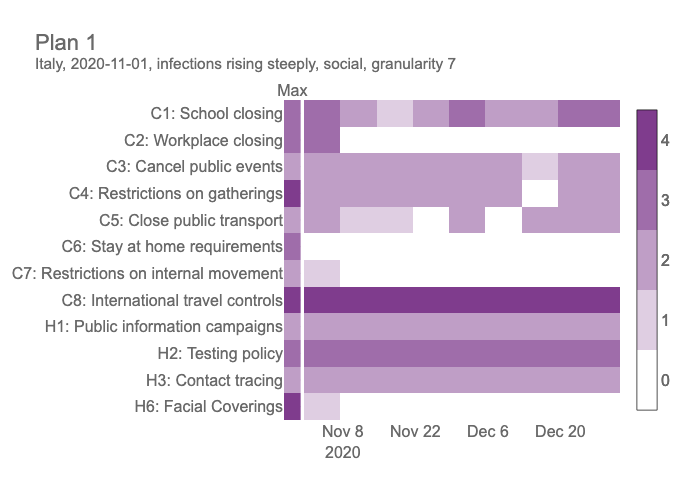 Plan 1
Italy, 2020-11-01, infections rising steeply, social, granularity 7
Max
C1: School closing
C2: Workplace closing
C3: Cancel public events
C4: Restrictions on gatherings
C5: Close public transport
C6: Stay at home requirements
C7: Restrictions on internal movement
C8: International travel controls
H1: Public information campaigns
H2: Testing policy
H3: Contact tracing
H6: Facial Coverings
4
3
2
1
0
Nov 8 Nov 22 Dec 6 Dec 20
2020